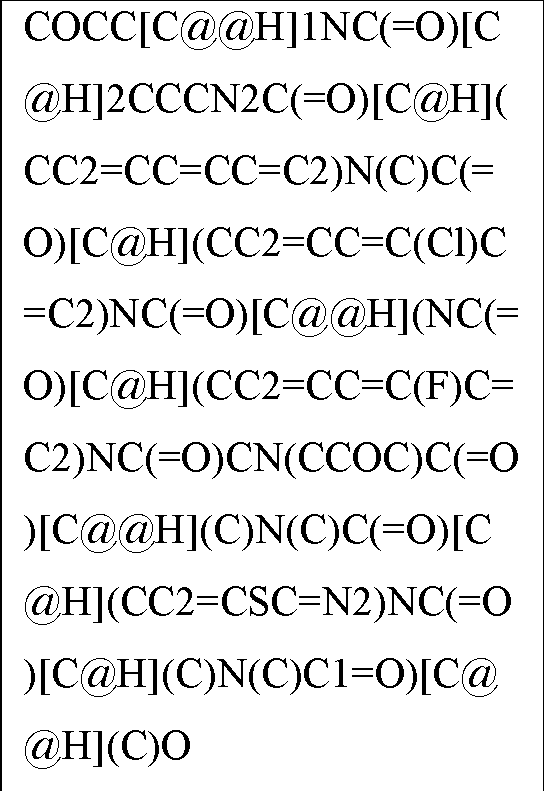 COCC[C@@H]1NC(=O)[C
@H]2CCCN2C(=O)[C@H](
CC2=CC=CC=C2)N(C)C(=
O)[C@H](CC2=CC=C(Cl)C
=C2)NC(=O)[C@@H](NC(=
O)[C@H](CC2=CC=C(F)C=
C2)NC(=O)CN(CCOC)C(=O
)[C@@H](C)N(C)C(=O)[C
@H](CC2=CSC=N2)NC(=O
)[C@H](C)N(C)C1=O)[C@
@H](C)O